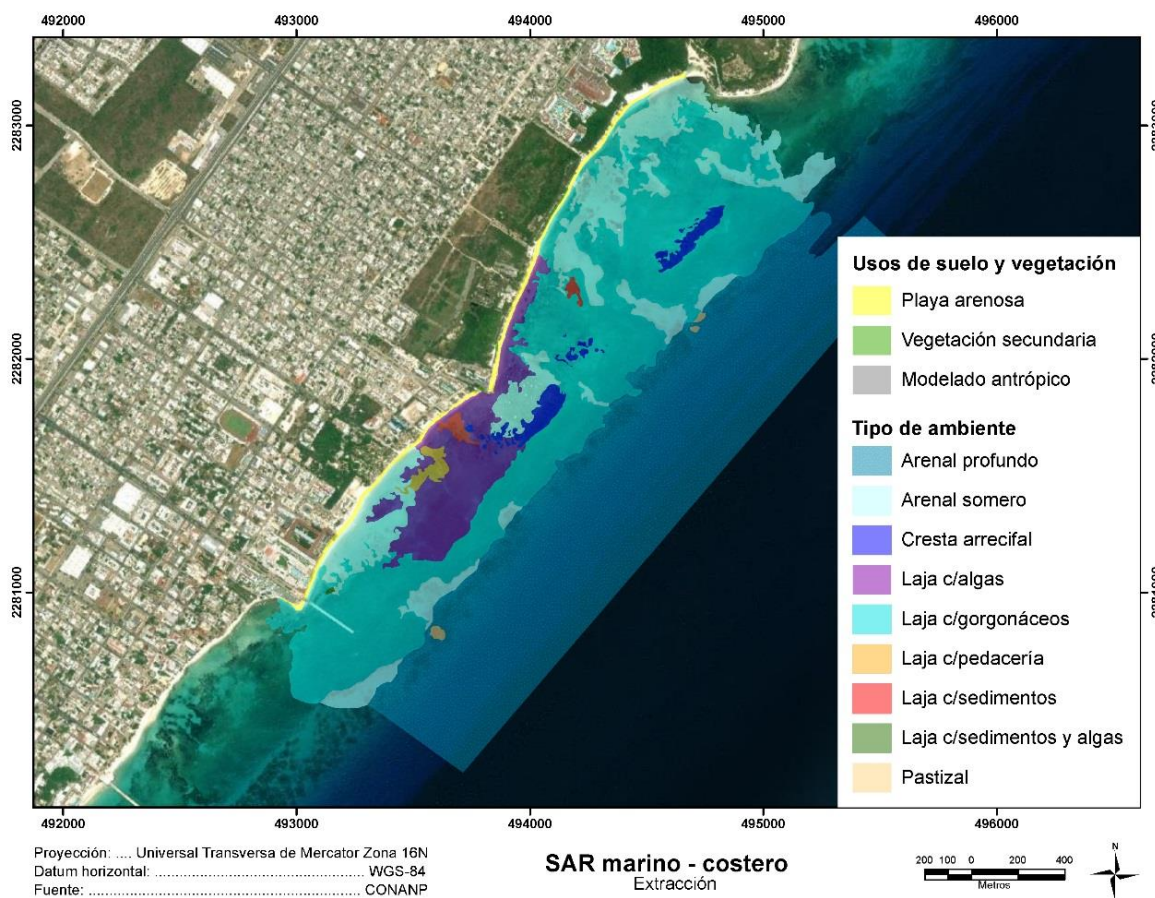 492000 493000 494000 495000 496000
2283000 2283000
2282000 2282000
2281000 2281000
Usos de suelo y vegetación
Playa arenosa
Vegetación secundaria
Modelado antrópico
Tipo de ambiente
Arenal profundo
Arenal somero
Cresta arrecifal
Laja c/algas
Laja c/gorgonáceos
Laja c/pedacería
Laja c/sedimentos
Laja c/sedimentos y algas
Pastizal
492000 493000 494000 495000 496000
Proyección: .... Universal Transversa de Mercator Zona 16N
Datum horizontal: ................................................ WGS-84
Fuente: ................................................................ CONANP
SAR marino - costero
Extracción
200 100 0 200 400
Metros
N